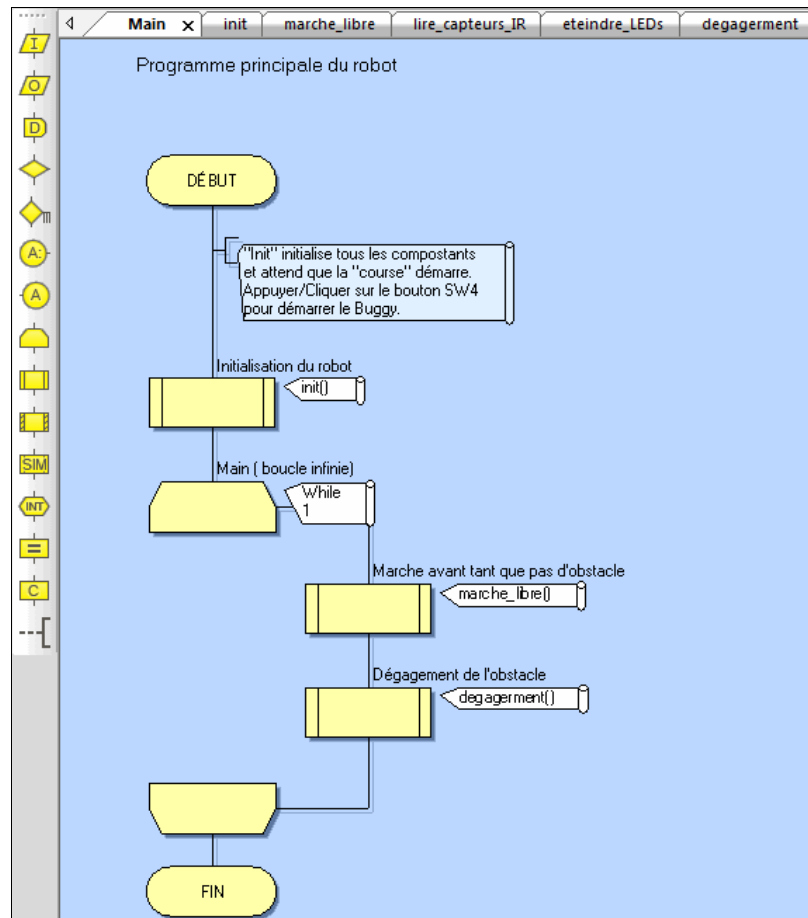 Main x
init
marche_libre
lire_capteurs_IR
eteindre_LEDs
degagerment
Programme principale du robot
DÉBUT
"Init" initialise tous les compostants
et attend que la "course" démarre.
Appuyer/Cliquer sur le bouton SW4
pour démarrer le Buggy.
Initialisation du robot
init()
Main ( boucle infinie)
While
1
Marche avant tant que pas d'obstacle
marche_libre()
Dégagement de l'obstacle
degagerment()
FIN
I
O
D
A:
A
SIM
INT
=
C